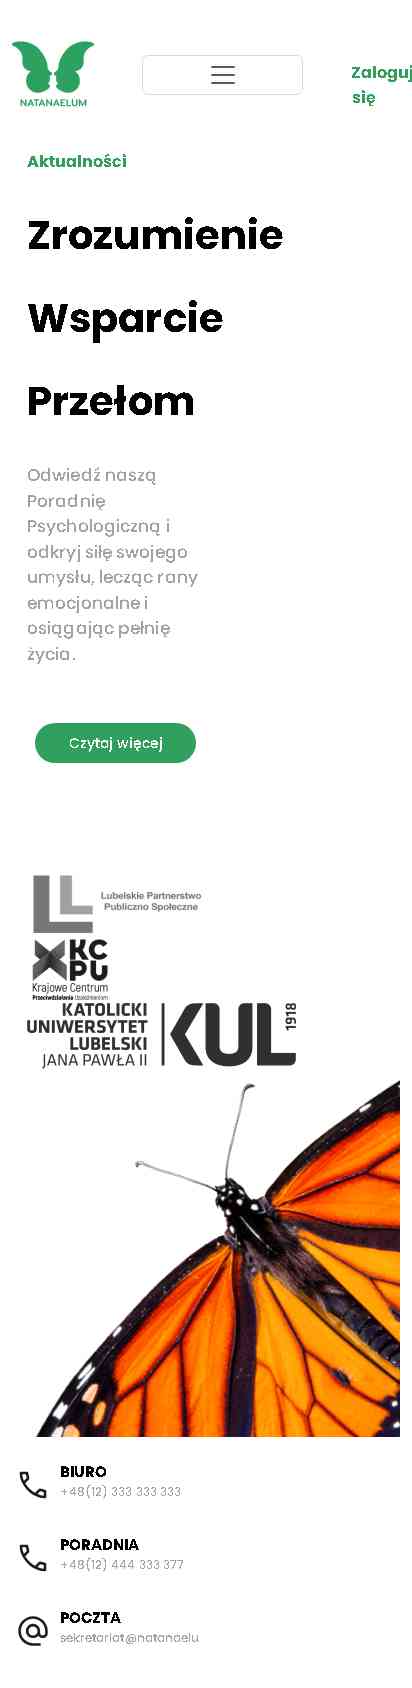 NATANAELUM
Zaloguj
się
Aktualności
Zrozumienie
Wsparcie
Przełom
Odwiedź naszą
Poradnię
Psychologiczną i
odkryj siłę swojego
umysłu, lecząc rany
emocjonalne i
osiągając pełnię
życia.
Czytaj więcej
Lubelskie Partnerstwo
Publiczno Społeczne
KC
PU
Krajowe Centrum
Przeciwdziałania Uzależnieniom
KATOLICKI
UNIWERSYTET
LUBELSKI
JANA PAWŁA II
KUL
1918
BIURO
+48(12) 333 333 333
PORADNIA
+48(12) 444 333 377
POCZTA
sekretariat@natanaelu